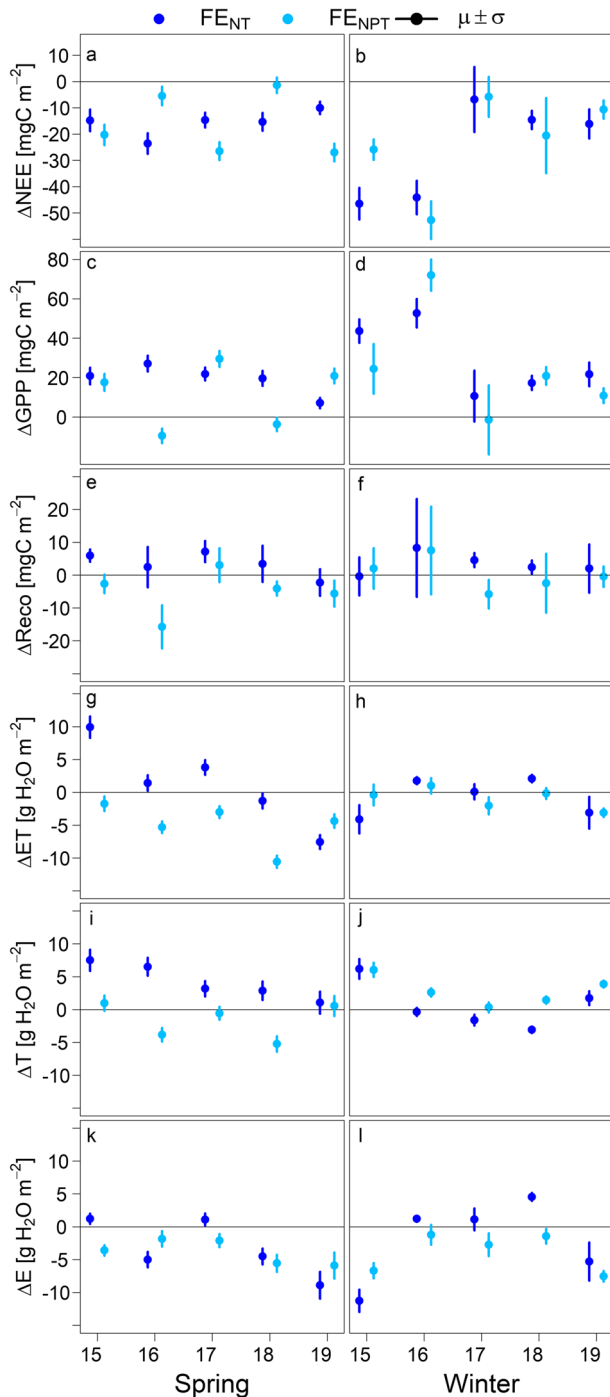 FE_NT FE_NPT μ ± σ
a b
ΔNEE [mgC m⁻²]
0
-10
-20
-30
-40
-50
c d
ΔGPP [mgC m⁻²]
80
60
40
20
0
e f
ΔReco [mgC m⁻²]
20
10
0
-10
-20
g h
ΔET [g H₂O m⁻²]
10
5
0
-5
-10
i j
ΔT [g H₂O m⁻²]
10
5
0
-5
-10
k l
ΔE [g H₂O m⁻²]
10
5
0
-5
-10
15 16 17 18 19 15 16 17 18 19
Spring Winter